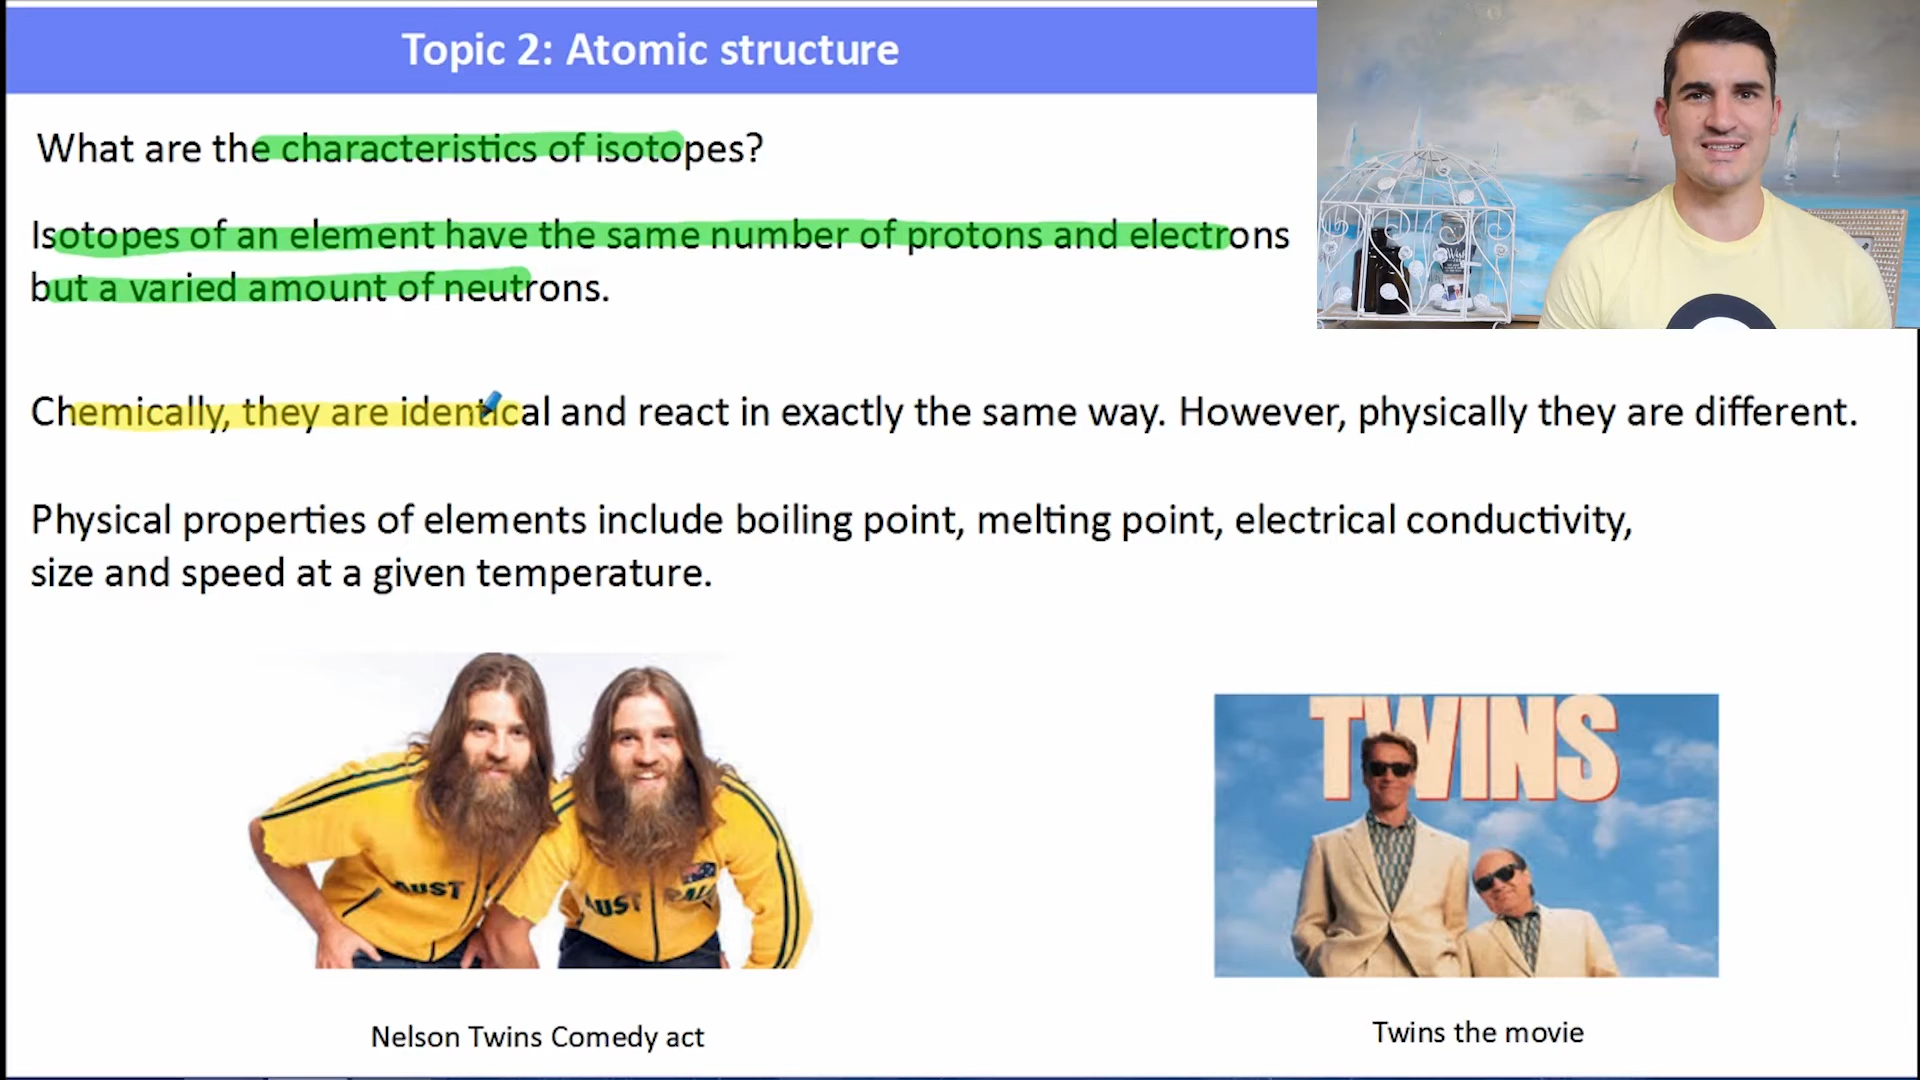 Topic 2: Atomic structure
What are the characteristics of isotopes?
Isotopes of an element have the same number of protons and electrons
but a varied amount of neutrons.
Chemically, they are identical and react in exactly the same way. However, physically they are different.
Physical properties of elements include boiling point, melting point, electrical conductivity,
size and speed at a given temperature.
AUST
AUST
TWINS
Nelson Twins Comedy act
Twins the movie